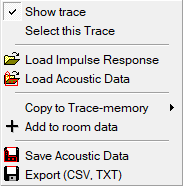 Show trace
Select this Trace
Load Impulse Response
Load Acoustic Data
Copy to Trace-memory
Add to room data
Save Acoustic Data
Export (CSV, TXT)